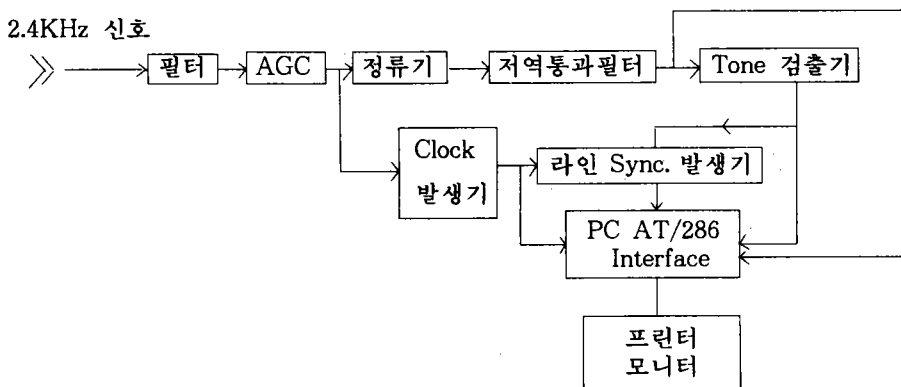 2.4KHz 신호
필터
AGC
정류기
저역통과필터
Tone 검출기
Clock
발생기
라인 Sync. 발생기
PC AT/286
Interface
프린터
모니터